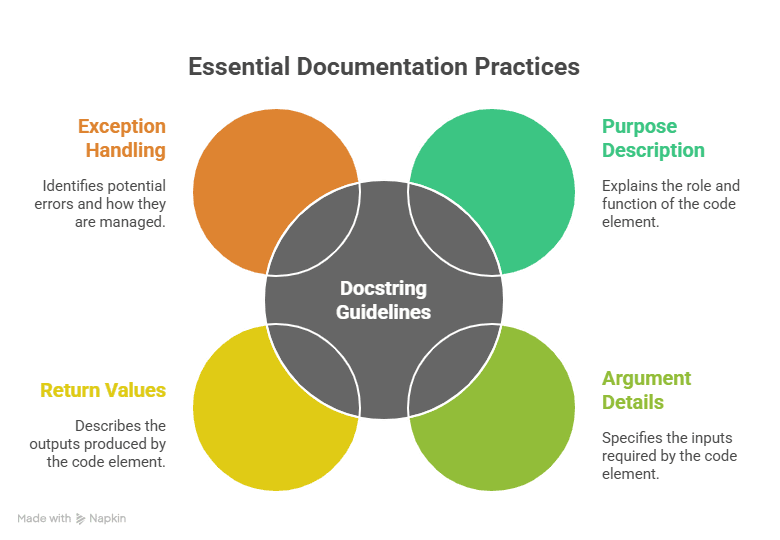 Essential Documentation Practices
Exception
Handling
Identifies potential
errors and how they
are managed.
Purpose
Description
Explains the role and
function of the code
element.
Docstring
Guidelines
Return Values
Describes the
outputs produced by
the code element.
Argument
Details
Specifies the inputs
required by the code
element.
Made with Napkin